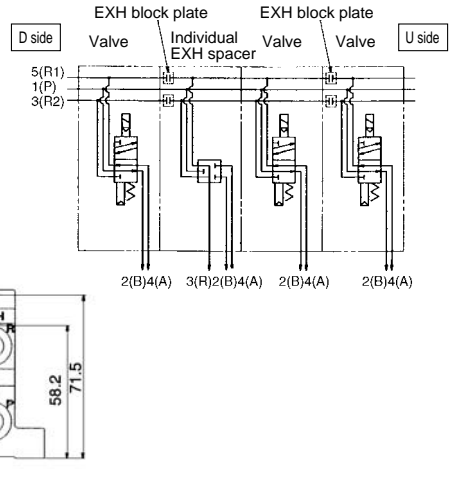 EXH block plate EXH block plate
D side Valve Individual EXH spacer Valve Valve U side
5(R1)
1(P)
3(R2)
2(B)4(A) 3(R)2(B)4(A) 2(B)4(A) 2(B)4(A)
H
R
P
58.2
71.5